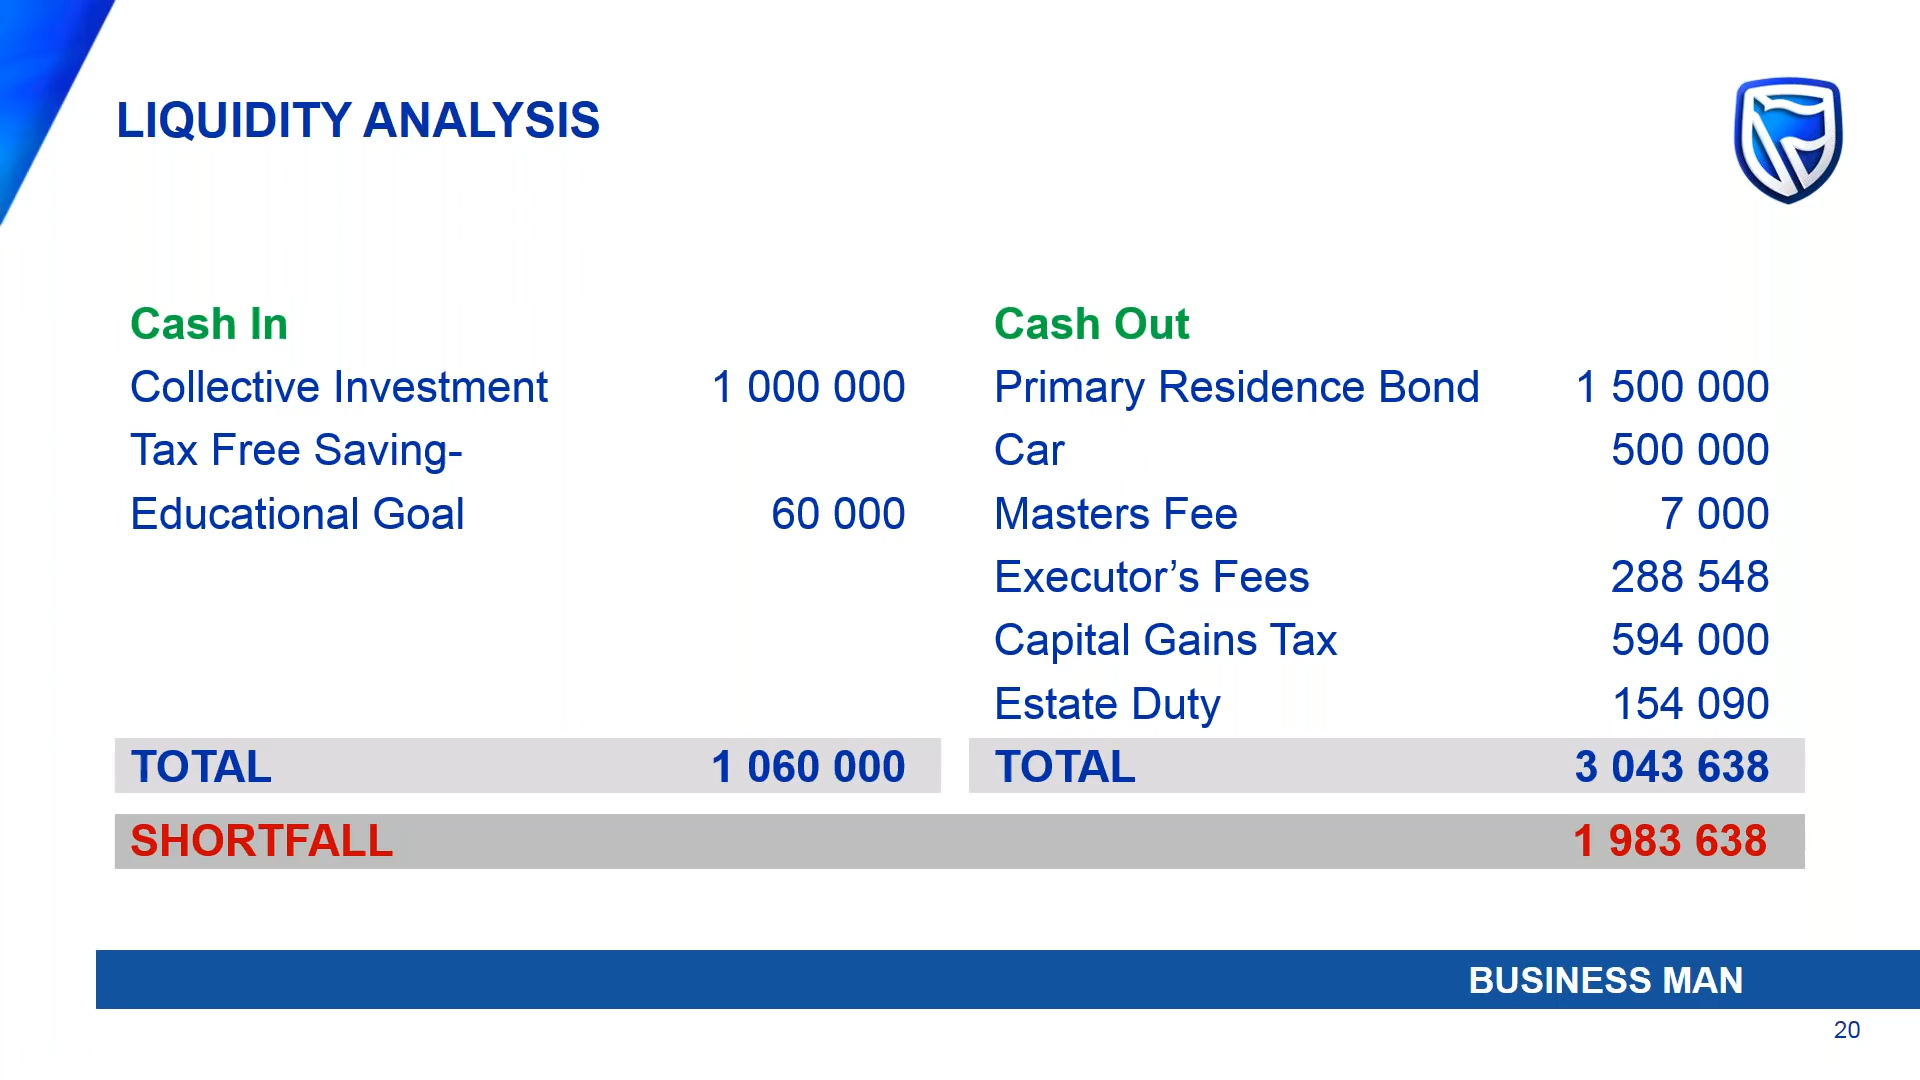 LIQUIDITY ANALYSIS
Cash In
Collective Investment 1 000 000
Tax Free Saving-
Educational Goal 60 000
TOTAL 1 060 000
Cash Out
Primary Residence Bond 1 500 000
Car 500 000
Masters Fee 7 000
Executor’s Fees 288 548
Capital Gains Tax 594 000
Estate Duty 154 090
TOTAL 3 043 638
SHORTFALL 1 983 638
BUSINESS MAN
20